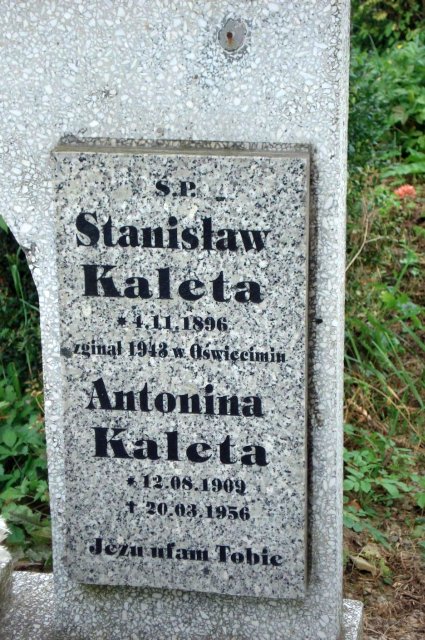 Ś.P.
Stanisław
Kaleta
* 4.11.1896
zginął 1943 w Oświęcimin
Antonina
Kaleta
* 12.08.1909
† 20.03.1956
Jezu ufam Tobie